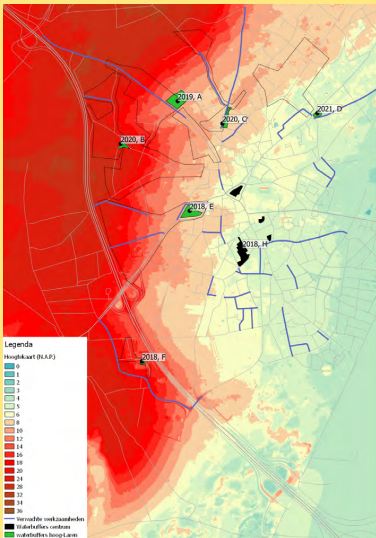 2019, A
2021, D
2020, C
2020, B
2018, E
2018, H
2018, F
Legenda
Hoogtekaart (N.A.P.)
0
1
2
3
4
5
6
8
10
12
14
16
18
20
24
28
32
34
36
Verwachte werkzaamheden
Waterbuffers centrum
waterbuffers hoog-Laren